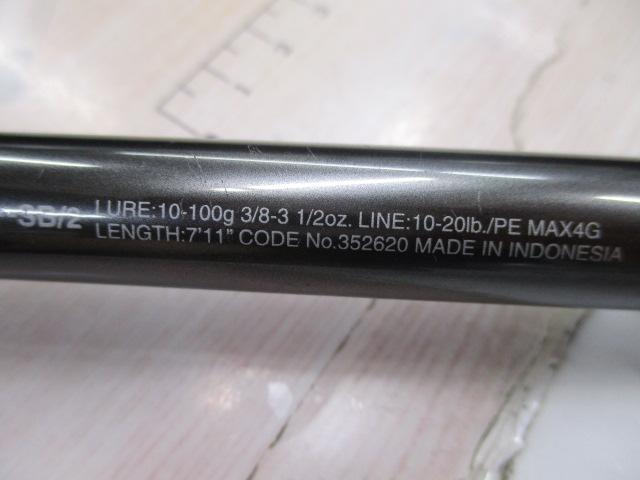 -SB/2
LURE:10-100g 3/8-3 1/2oz. LINE:10-20lb./PE MAX4G
LENGTH:7'11" CODE No.352620 MADE IN INDONESIA